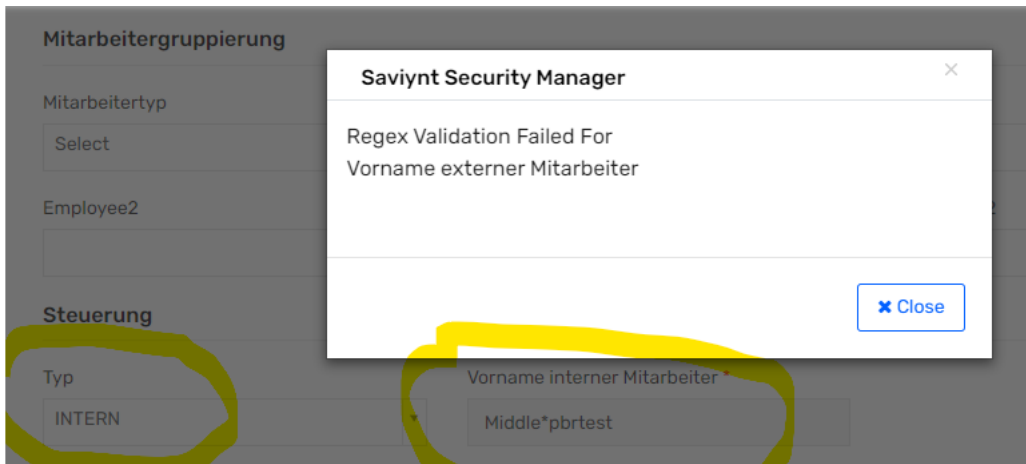 Mitarbeitergruppierung
Saviynt Security Manager
×
Mitarbeitertyp
Select
Regex Validation Failed For
Vorname externer Mitarbeiter
Employee2
2
✖ Close
Steuerung
Typ
Vorname interner Mitarbeiter *
INTERN
Middle*pbrtest